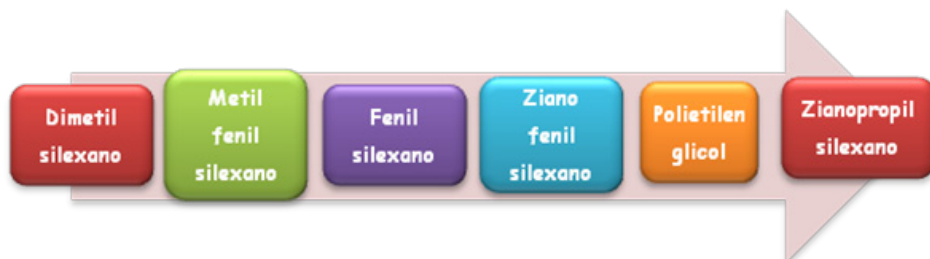 Dimetil
silexano
Metil
fenil
silexano
Fenil
silexano
Ziano
fenil
silexano
Polietilen
glicol
Zianopropil
silexano